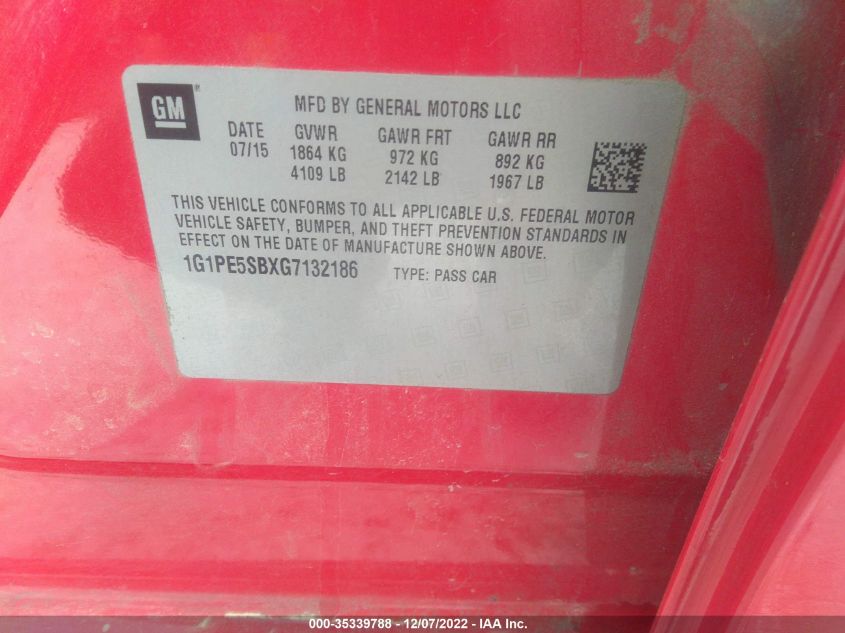 GM
MFD BY GENERAL MOTORS LLC
DATE GVWR GAWR FRT GAWR RR
07/15 1864 KG 972 KG 892 KG
4109 LB 2142 LB 1967 LB
THIS VEHICLE CONFORMS TO ALL APPLICABLE U.S. FEDERAL MOTOR
VEHICLE SAFETY, BUMPER, AND THEFT PREVENTION STANDARDS IN
EFFECT ON THE DATE OF MANUFACTURE SHOWN ABOVE.
1G1PE5SBXG7132186 TYPE: PASS CAR
000-35339788 - 12/07/2022 - IAA Inc.